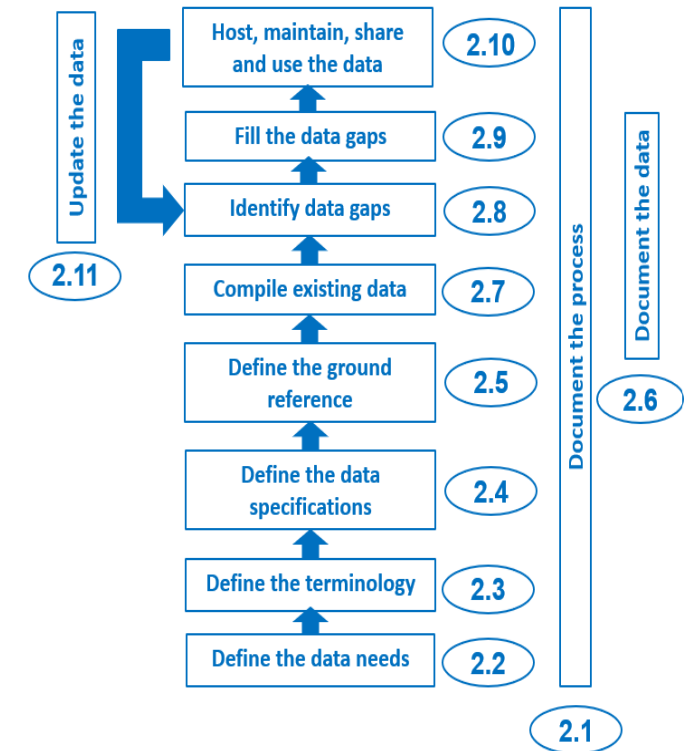 Host, maintain, share
and use the data
2.10
Update the data
2.11
Fill the data gaps
2.9
Identify data gaps
2.8
Compile existing data
2.7
Define the ground
reference
2.5
Define the data
specifications
2.4
Define the terminology
2.3
Define the data needs
2.2
Document the process
2.1
Document the data
2.6